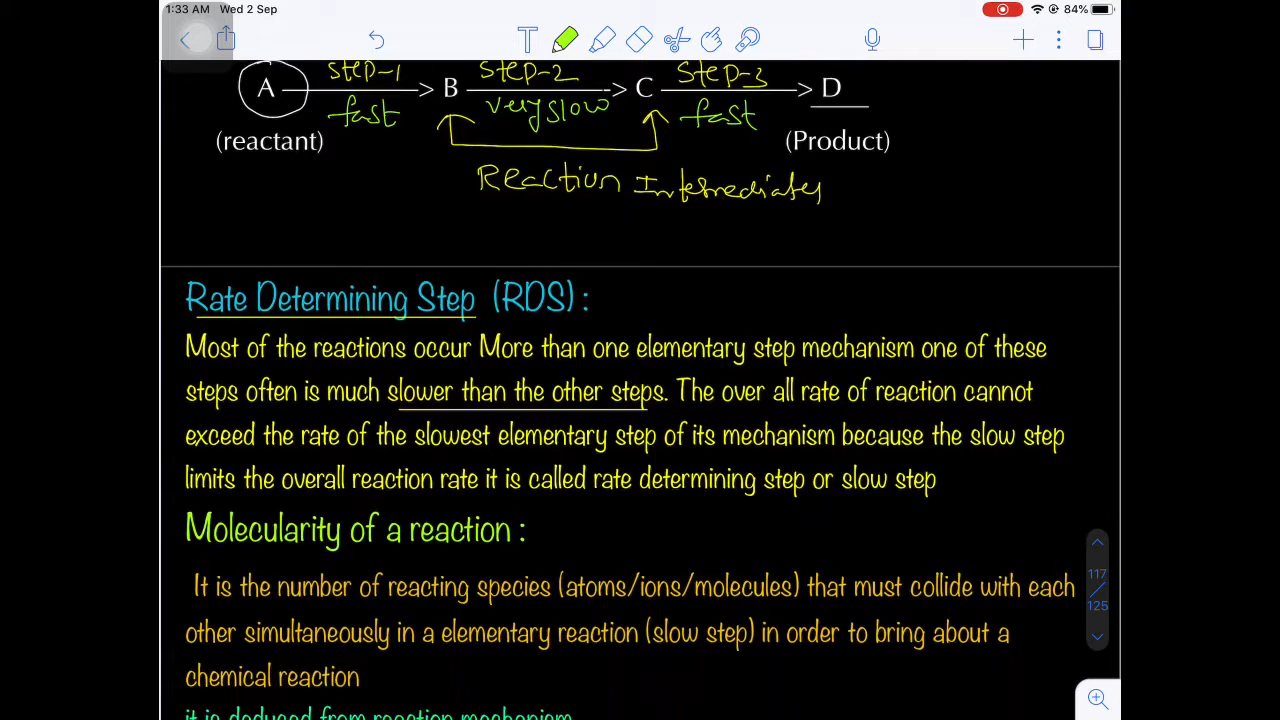 1:33 AM Wed 2 Sep 84%
T
Step-1 Step-2 Step-3
A > B > C > D
fast very slow fast
(reactant) (Product)
Reaction Intermediates
Rate Determining Step (RDS) :
Most of the reactions occur More than one elementary step mechanism one of these
steps often is much slower than the other steps. The over all rate of reaction cannot
exceed the rate of the slowest elementary step of its mechanism because the slow step
limits the overall reaction rate it is called rate determining step or slow step
Molecularity of a reaction :
It is the number of reacting species (atoms/ions/molecules) that must collide with each
other simultaneously in a elementary reaction (slow step) in order to bring about a
chemical reaction
it is deduced from reaction mechanism
117
/
125